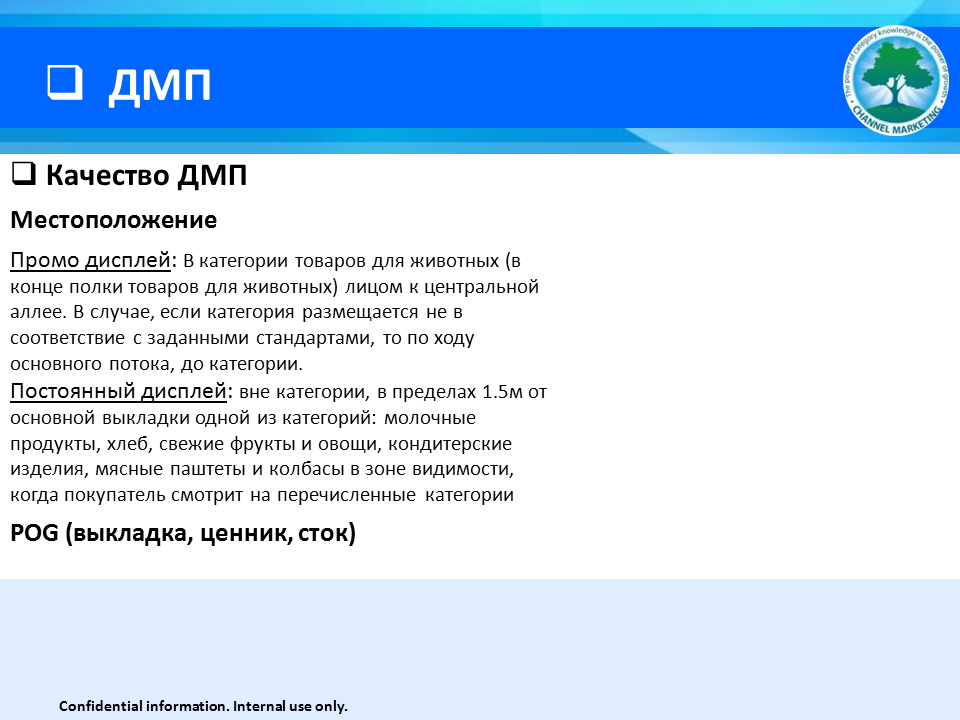 ❑ ДМП
The power of category knowledge is the power of growth
• CHANNEL MARKETING •
❑ Качество ДМП
Местоположение
Промо дисплей: В категории товаров для животных (в
конце полки товаров для животных) лицом к центральной
аллее. В случае, если категория размещается не в
соответствие с заданными стандартами, то по ходу
основного потока, до категории.
Постоянный дисплей: вне категории, в пределах 1.5м от
основной выкладки одной из категорий: молочные
продукты, хлеб, свежие фрукты и овощи, кондитерские
изделия, мясные паштеты и колбасы в зоне видимости,
когда покупатель смотрит на перечисленные категории
POG (выкладка, ценник, сток)
Confidential information. Internal use only.